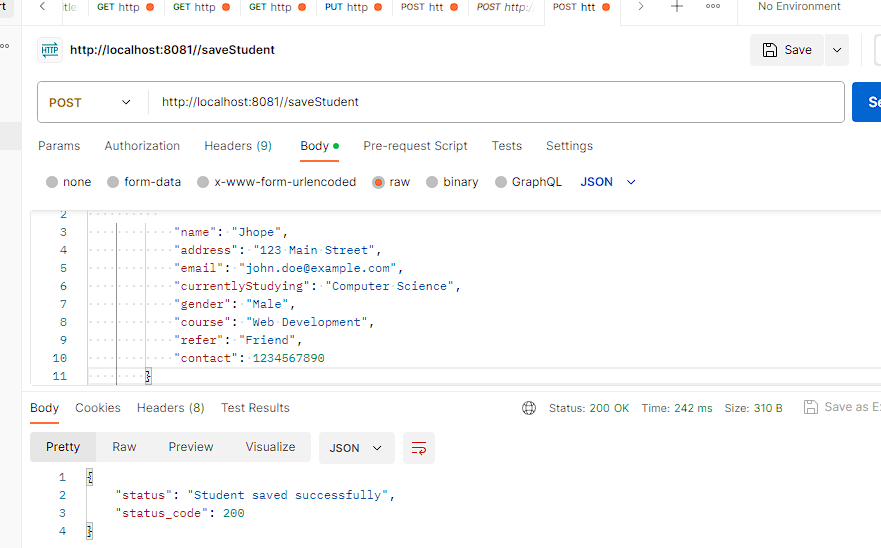 rt
itle GET http GET http GET http PUT http POST htt POST http:/ POST htt No Environment
HTTP http://localhost:8081//saveStudent Save
POST http://localhost:8081//saveStudent Se
Params Authorization Headers (9) Body Pre-request Script Tests Settings
none form-data x-www-form-urlencoded raw binary GraphQL JSON
2
3 "name": "Jhope",
4 "address": "123 Main Street",
5 "email": "john.doe@example.com",
6 "currentlyStudying": "Computer Science",
7 "gender": "Male",
8 "course": "Web Development",
9 "refer": "Friend",
10 "contact": 1234567890
11 }
Body Cookies Headers (8) Test Results Status: 200 OK Time: 242 ms Size: 310 B Save as E
Pretty Raw Preview Visualize JSON
1 {
2 "status": "Student saved successfully",
3 "status_code": 200
4 }